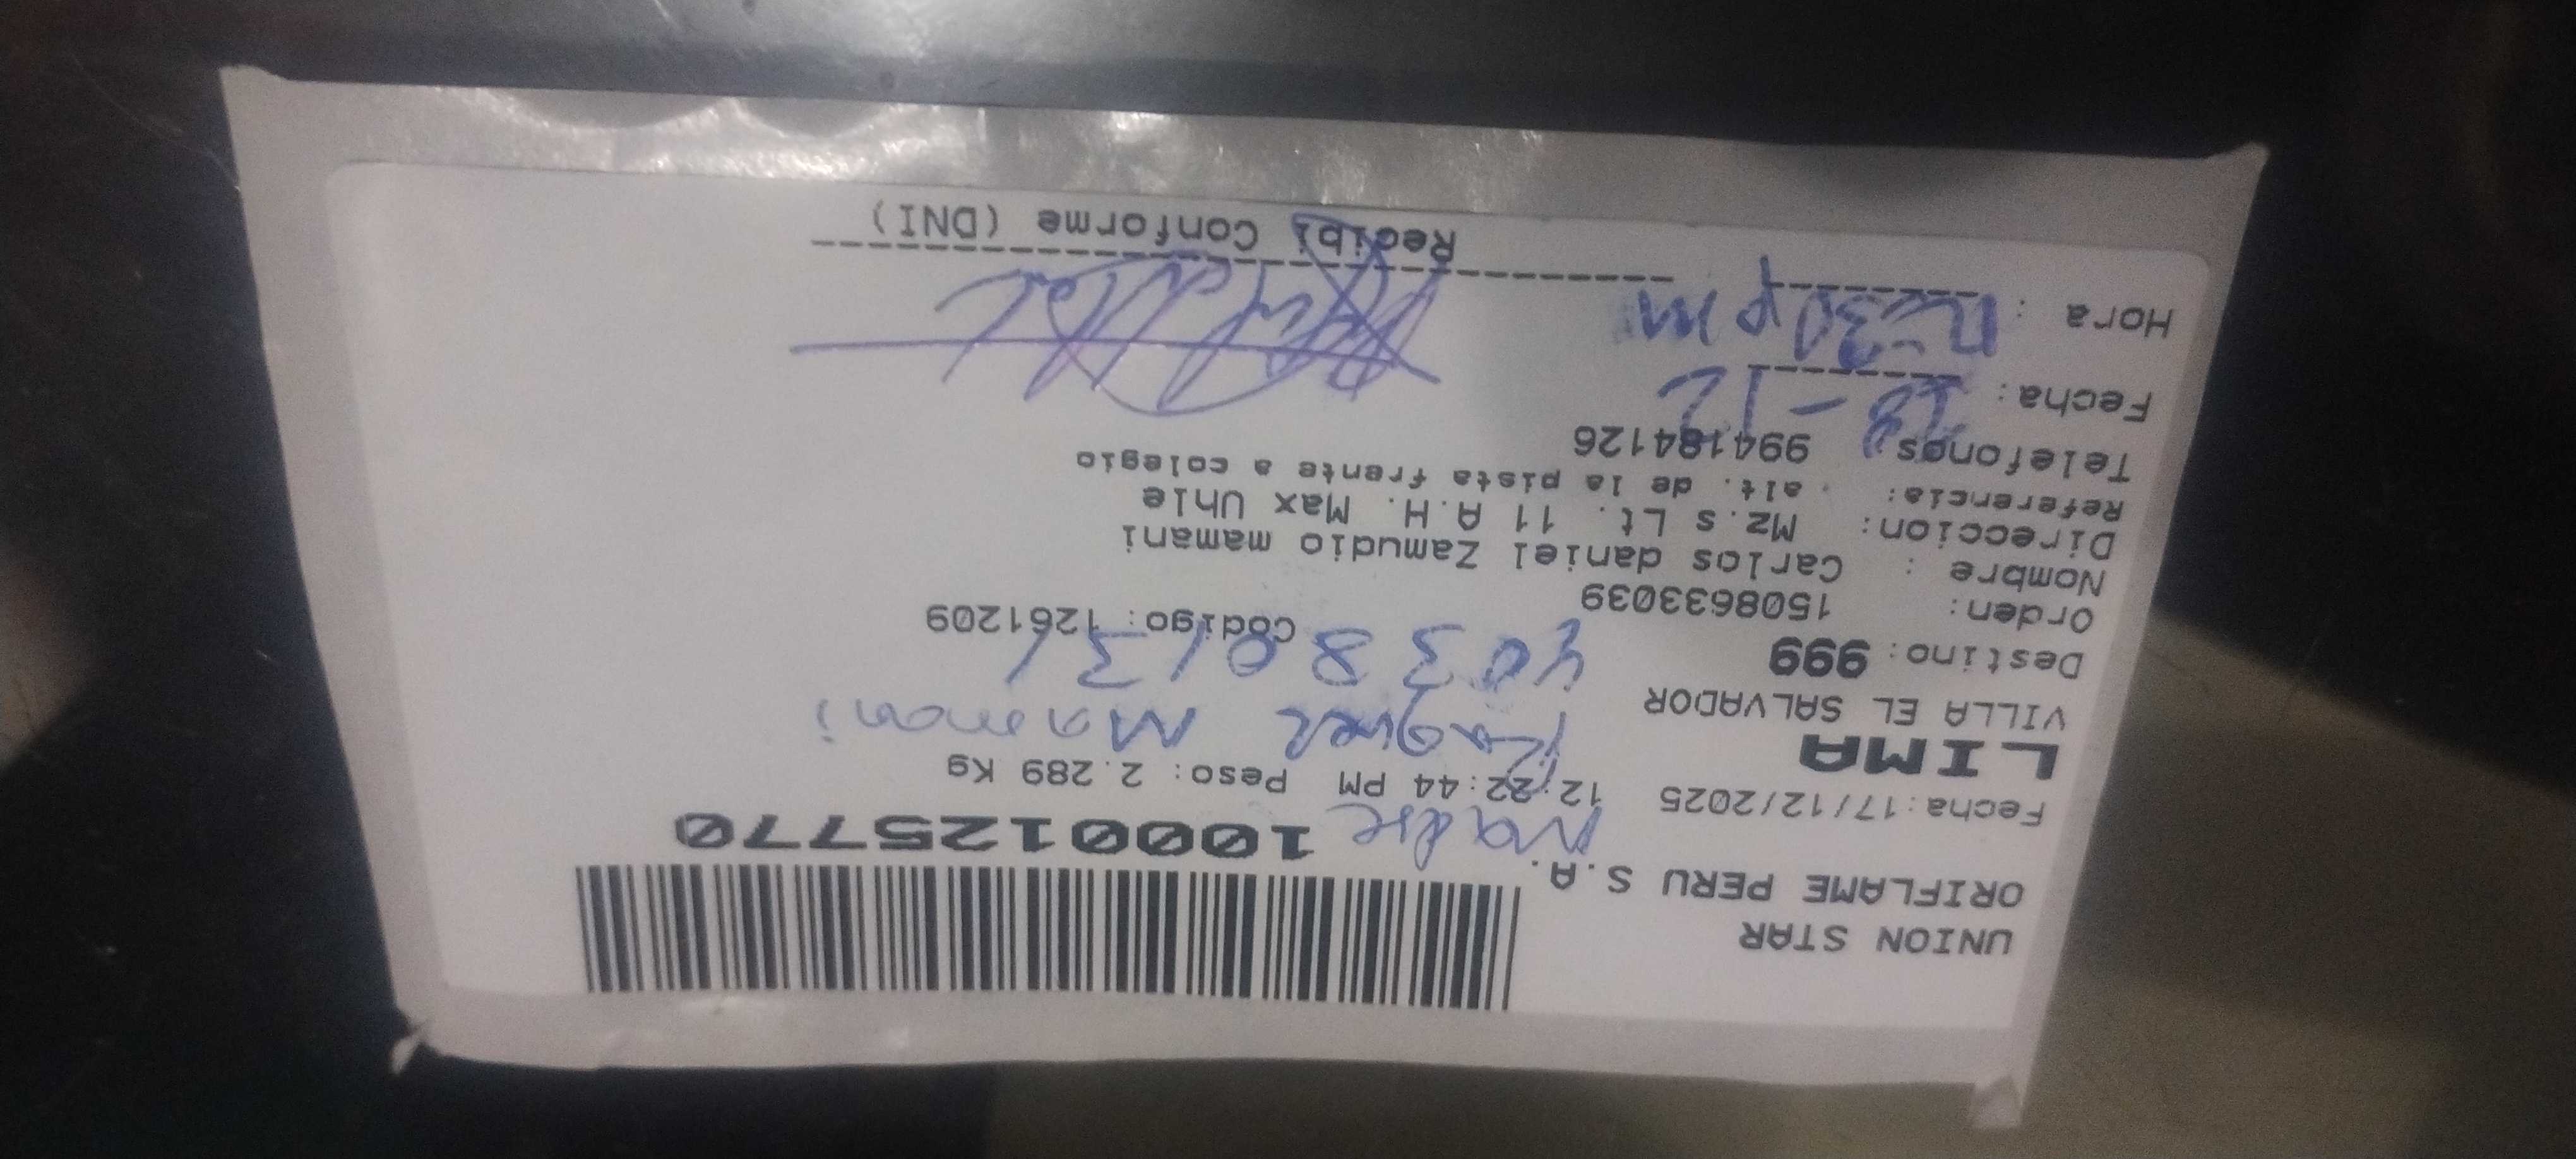 UNION STAR
ORIFLAME PERU S.A.
Madre
1000125770
Fecha:17/12/2025 12:22:44 PM Peso: 2.289 Kg
LIMA
Raquel Mamani
VILLA EL SALVADOR
Destino: 999
40380131
Orden: 1508633039 Codigo: 1261209
Nombre : Carlos daniel Zamudio mamani
Direccion: Mz.s Lt. 11 A.H. Max Uhle
Referencia: . alt. de la pista frente a colegio
Telefonos 994184126
Fecha: 18-12
Hora : :30pm
Recibi Conforme (DNI)